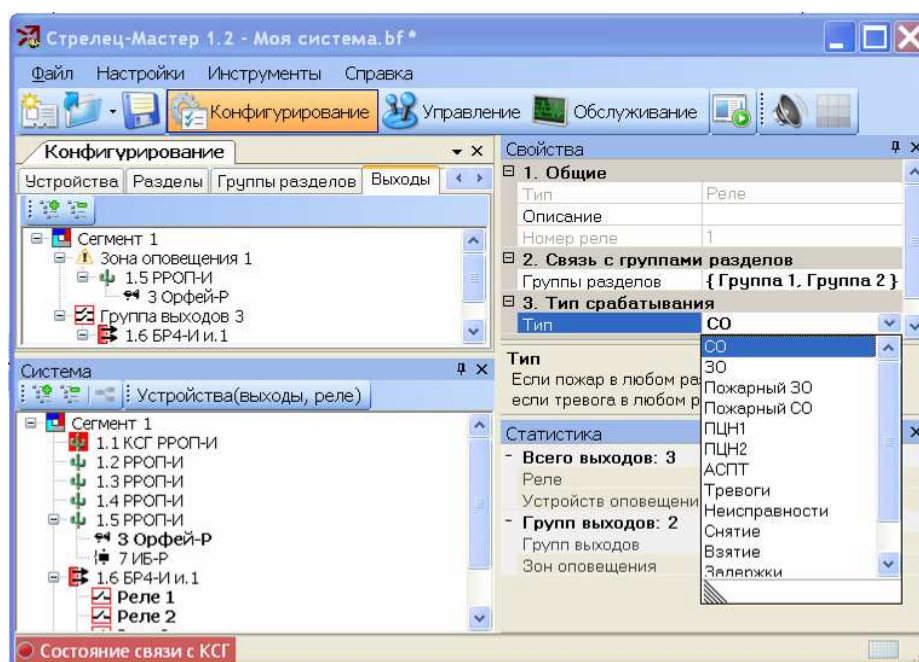 Стрелец-Мастер 1.2 - Моя система.bf *
Файл Настройки Инструменты Справка
Конфигурирование Управление Обслуживание
Конфигурирование
Устройства Разделы Группы разделов Выходы
Сегмент 1
Зона оповещения 1
1.5 РРОП-И
3 Орфей-Р
Группа выходов 3
1.6 БР4-И и.1
Система
Устройства(выходы, реле)
Сегмент 1
1.1 КСГ РРОП-И
1.2 РРОП-И
1.3 РРОП-И
1.4 РРОП-И
1.5 РРОП-И
3 Орфей-Р
7 ИБ-Р
1.6 БР4-И и.1
Реле 1
Реле 2
Состояние связи с КСГ
Свойства
1. Общие
Тип Реле
Описание
Номер реле 1
2. Связь с группами разделов
Группы разделов { Группа 1, Группа 2 }
3. Тип срабатывания
Тип СО
СО
ЗО
Пожарный ЗО
Пожарный СО
ПЦН1
ПЦН2
АСПТ
Тревоги
Неисправности
Снятие
Взятие
Задержки
Тип
Если пожар в любом ра
если тревога в любом р
Статистика
Всего выходов: 3
Реле
Устройств оповещени
Групп выходов: 2
Групп выходов
Зон оповещения